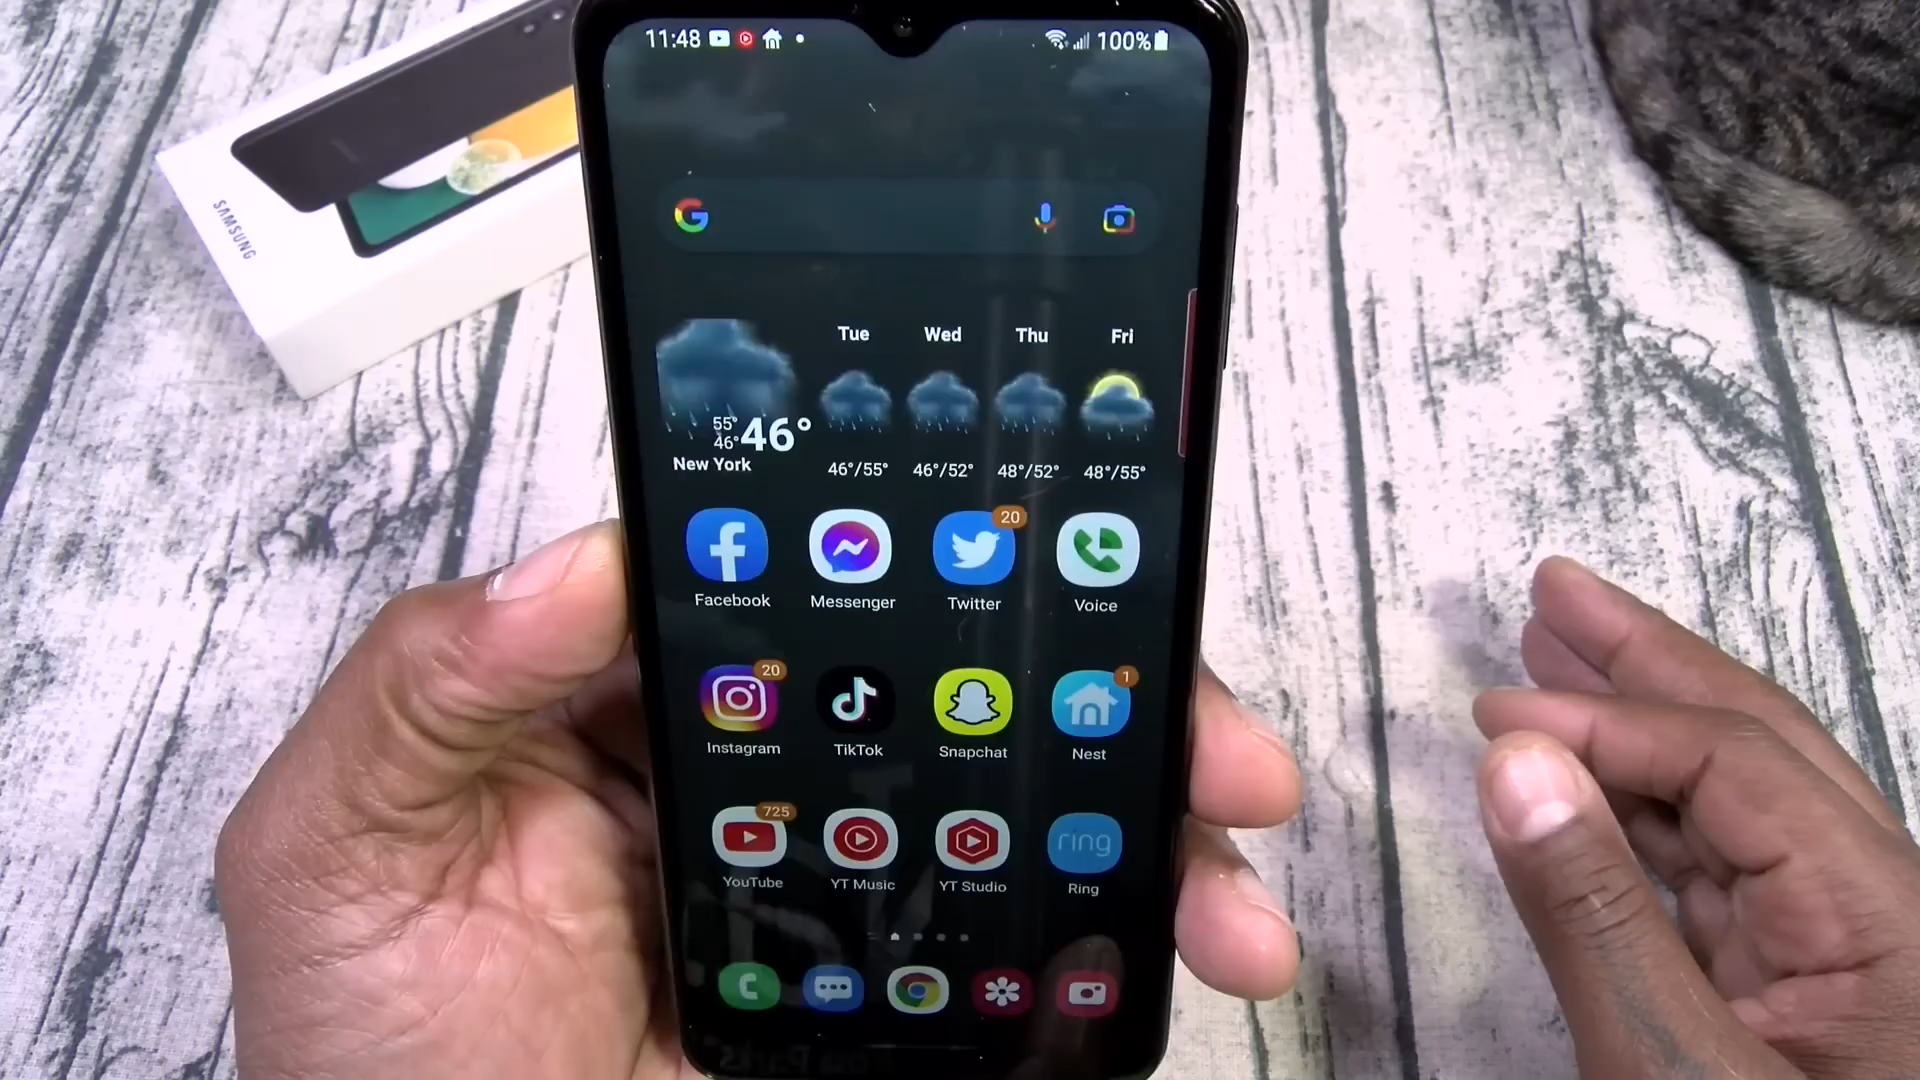 11:48
100%
SAMSUNG
Tue Wed Thu Fri
55°
46° 46°
New York
46°/55° 46°/52° 48°/52° 48°/55°
20
Facebook Messenger Twitter Voice
20 1
Instagram TikTok Snapchat Nest
725
ring
YouTube YT Music YT Studio Ring